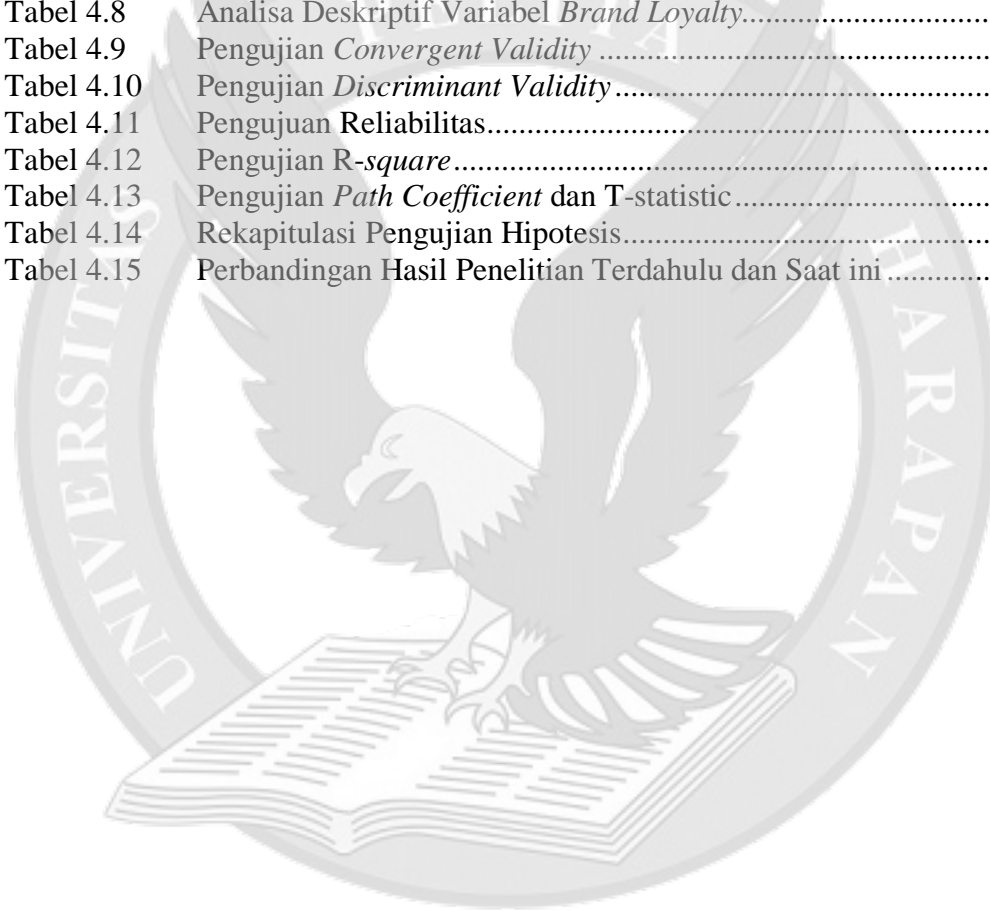 Tabel 4.8 Analisa Deskriptif Variabel Brand Loyalty..............................
Tabel 4.9 Pengujian Convergent Validity..............................
Tabel 4.10 Pengujian Discriminant Validity..............................
Tabel 4.11 Pengujuan Reliabilitas..............................
Tabel 4.12 Pengujian R-square..............................
Tabel 4.13 Pengujian Path Coefficient dan T-statistic..............................
Tabel 4.14 Rekapitulasi Pengujian Hipotesis..............................
Tabel 4.15 Perbandingan Hasil Penelitian Terdahulu dan Saat ini.............
UNIVERSITAS
HARAPAN